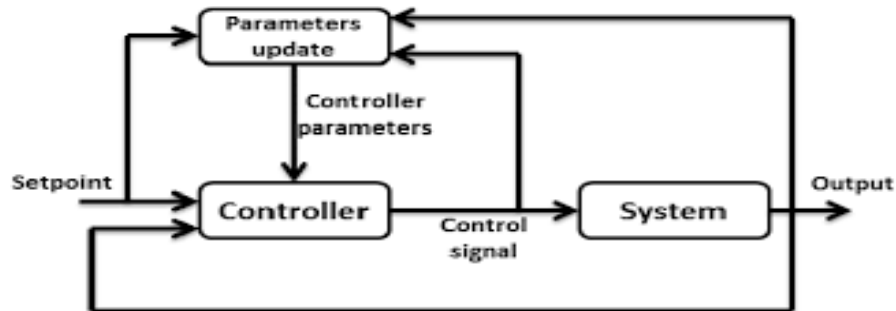 Parameters
update
Controller
parameters
Setpoint
Controller
Control
signal
System
Output